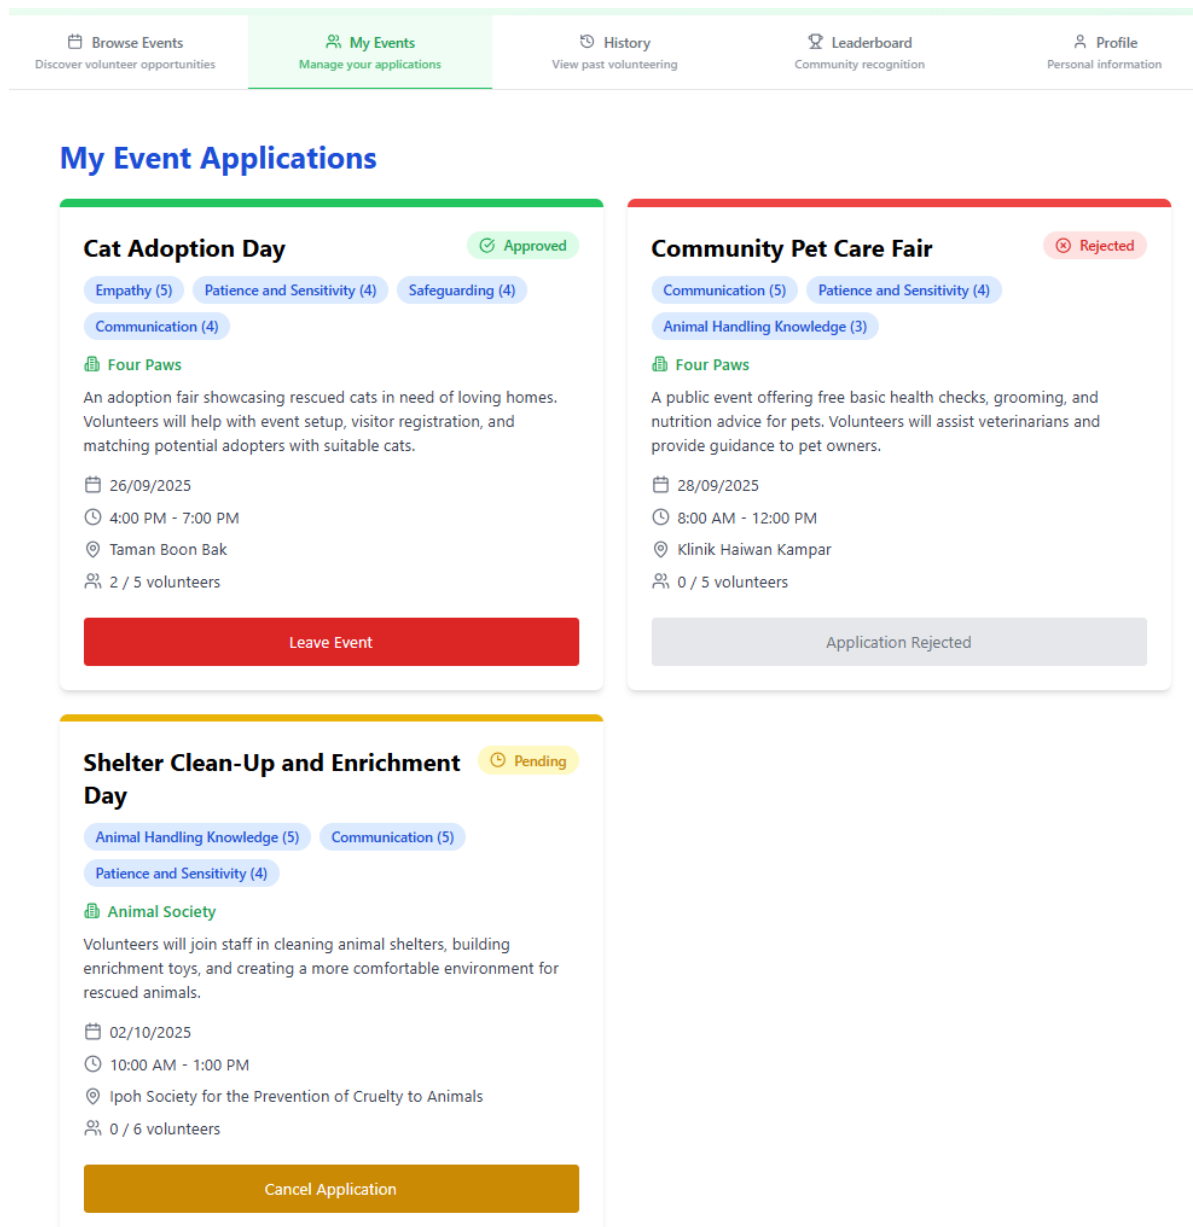 Browse Events
Discover volunteer opportunities
My Events
Manage your applications
History
View past volunteering
Leaderboard
Community recognition
Profile
Personal information
My Event Applications
Cat Adoption Day
Approved
Empathy (5) Patience and Sensitivity (4) Safeguarding (4)
Communication (4)
Four Paws
An adoption fair showcasing rescued cats in need of loving homes.
Volunteers will help with event setup, visitor registration, and
matching potential adopters with suitable cats.
26/09/2025
4:00 PM - 7:00 PM
Taman Boon Bak
2 / 5 volunteers
Leave Event
Community Pet Care Fair
Rejected
Communication (5) Patience and Sensitivity (4)
Animal Handling Knowledge (3)
Four Paws
A public event offering free basic health checks, grooming, and
nutrition advice for pets. Volunteers will assist veterinarians and
provide guidance to pet owners.
28/09/2025
8:00 AM - 12:00 PM
Klinik Haiwan Kampar
0 / 5 volunteers
Application Rejected
Shelter Clean-Up and Enrichment
Day
Pending
Animal Handling Knowledge (5) Communication (5)
Patience and Sensitivity (4)
Animal Society
Volunteers will join staff in cleaning animal shelters, building
enrichment toys, and creating a more comfortable environment for
rescued animals.
02/10/2025
10:00 AM - 1:00 PM
Ipoh Society for the Prevention of Cruelty to Animals
0 / 6 volunteers
Cancel Application